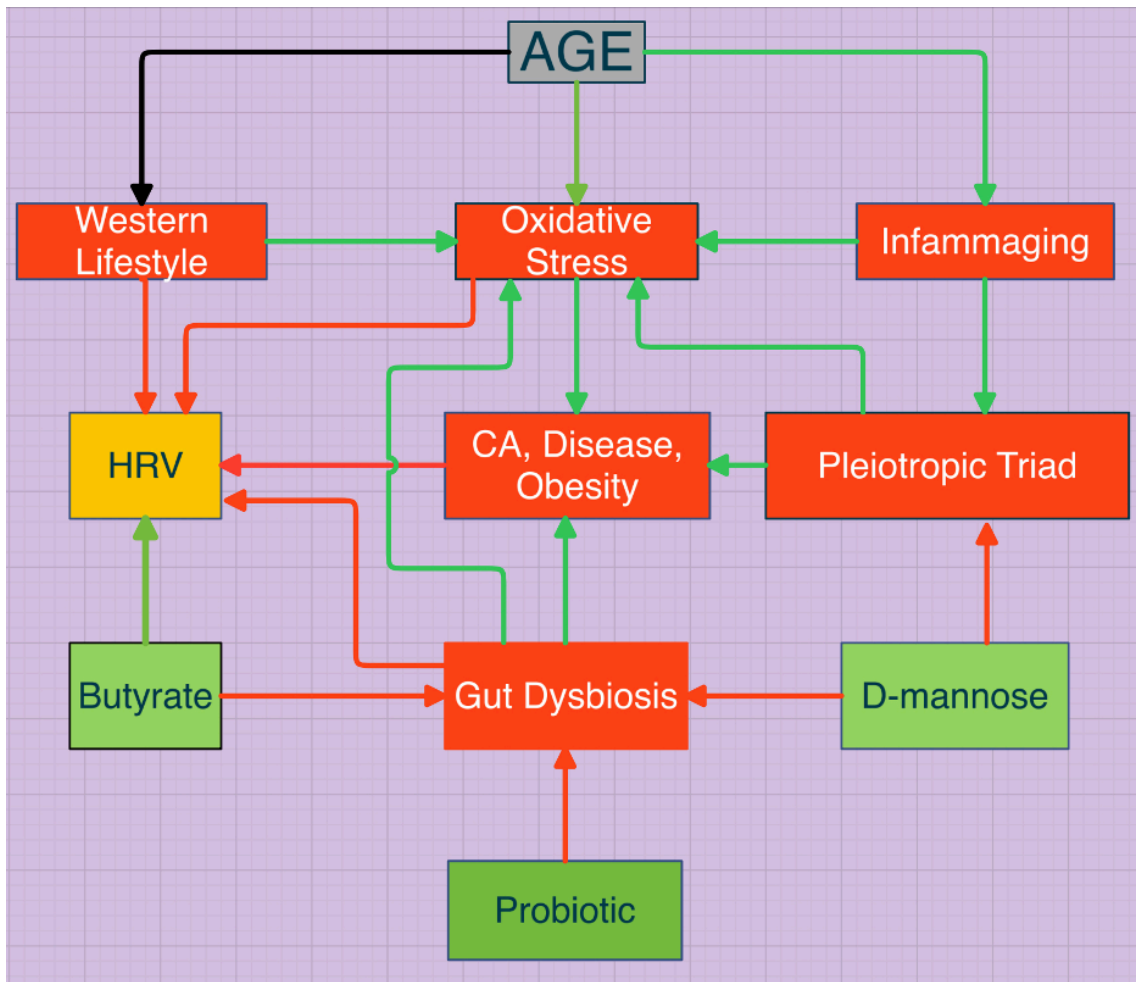 AGE
Western
Lifestyle
Oxidative
Stress
Infammaging
HRV
CA, Disease,
Obesity
Pleiotropic Triad
Butyrate
Gut Dysbiosis
D-mannose
Probiotic